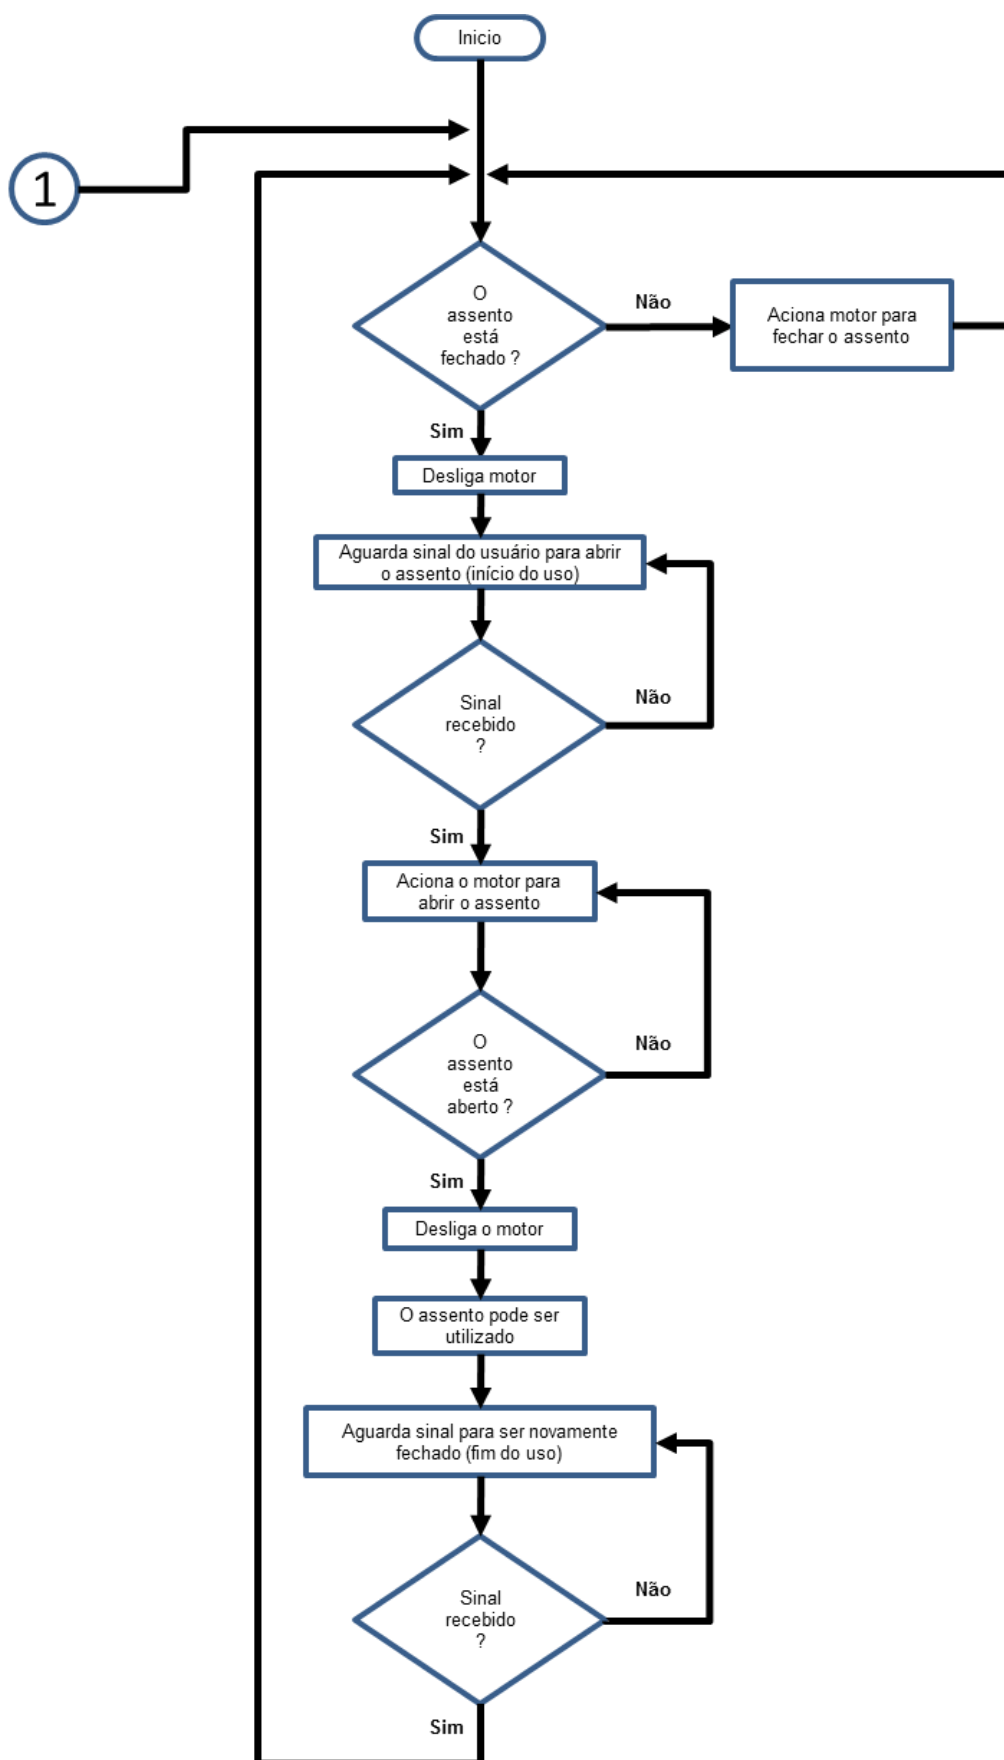 Inicio
1
O
assento
está
fechado ?
Não
Aciona motor para
fechar o assento
Sim
Desliga motor
Aguarda sinal do usuário para abrir
o assento (início do uso)
Sinal
recebido
?
Não
Sim
Aciona o motor para
abrir o assento
O
assento
está
aberto ?
Não
Sim
Desliga o motor
O assento pode ser
utilizado
Aguarda sinal para ser novamente
fechado (fim do uso)
Sinal
recebido
?
Não
Sim